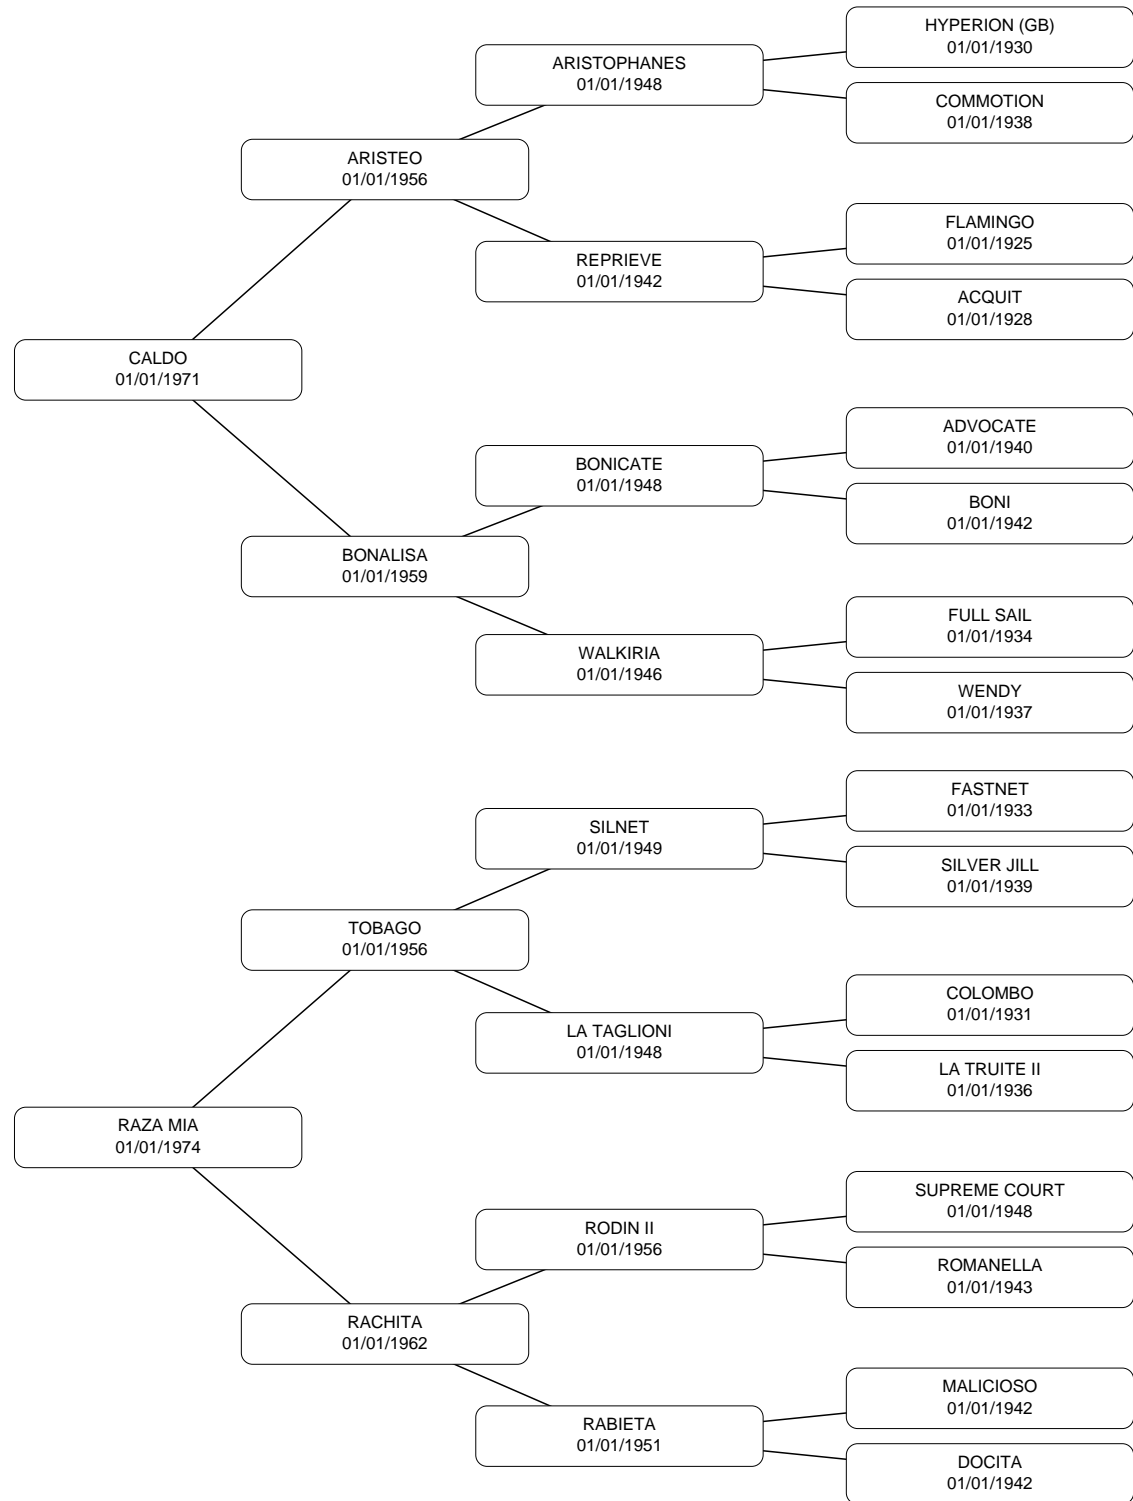 HYPERION (GB)
01/01/1930
ARISTOPHANES
01/01/1948
COMMOTION
01/01/1938
ARISTEO
01/01/1956
FLAMINGO
01/01/1925
REPRIEVE
01/01/1942
ACQUIT
01/01/1928
CALDO
01/01/1971
ADVOCATE
01/01/1940
BONICATE
01/01/1948
BONI
01/01/1942
BONALISA
01/01/1959
FULL SAIL
01/01/1934
WALKIRIA
01/01/1946
WENDY
01/01/1937
FASTNET
01/01/1933
SILNET
01/01/1949
SILVER JILL
01/01/1939
TOBAGO
01/01/1956
COLOMBO
01/01/1931
LA TAGLIONI
01/01/1948
LA TRUITE II
01/01/1936
RAZA MIA
01/01/1974
SUPREME COURT
01/01/1948
RODIN II
01/01/1956
ROMANELLA
01/01/1943
RACHITA
01/01/1962
MALICIOSO
01/01/1942
RABIETA
01/01/1951
DOCITA
01/01/1942